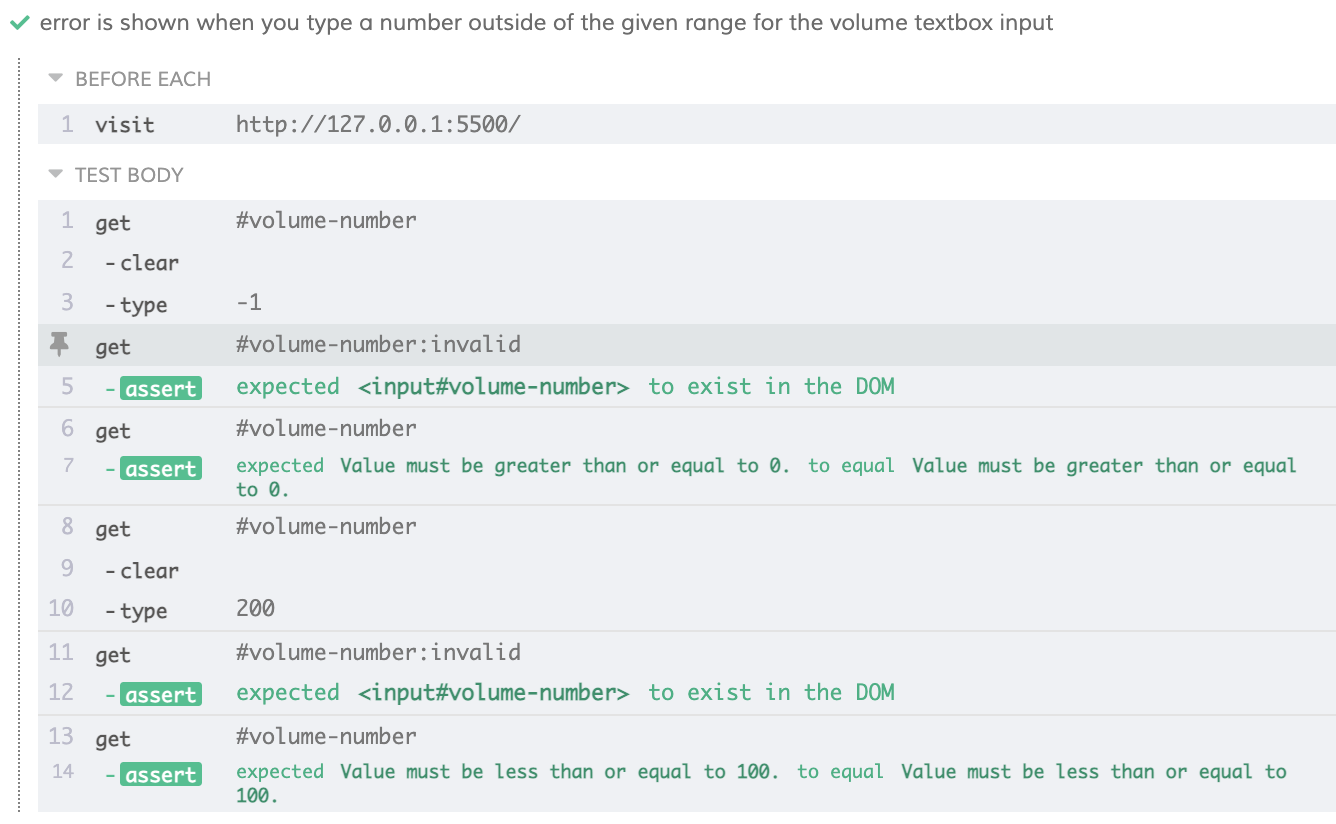 error is shown when you type a number outside of the given range for the volume textbox input
BEFORE EACH
1 visit http://127.0.0.1:5500/
TEST BODY
1 get #volume-number
2 -clear
3 -type -1
get #volume-number:invalid
5 -assert expected <input#volume-number> to exist in the DOM
6 get #volume-number
7 -assert expected Value must be greater than or equal to 0. to equal Value must be greater than or equal
to 0.
8 get #volume-number
9 -clear
10 -type 200
11 get #volume-number:invalid
12 -assert expected <input#volume-number> to exist in the DOM
13 get #volume-number
14 -assert expected Value must be less than or equal to 100. to equal Value must be less than or equal to
100.